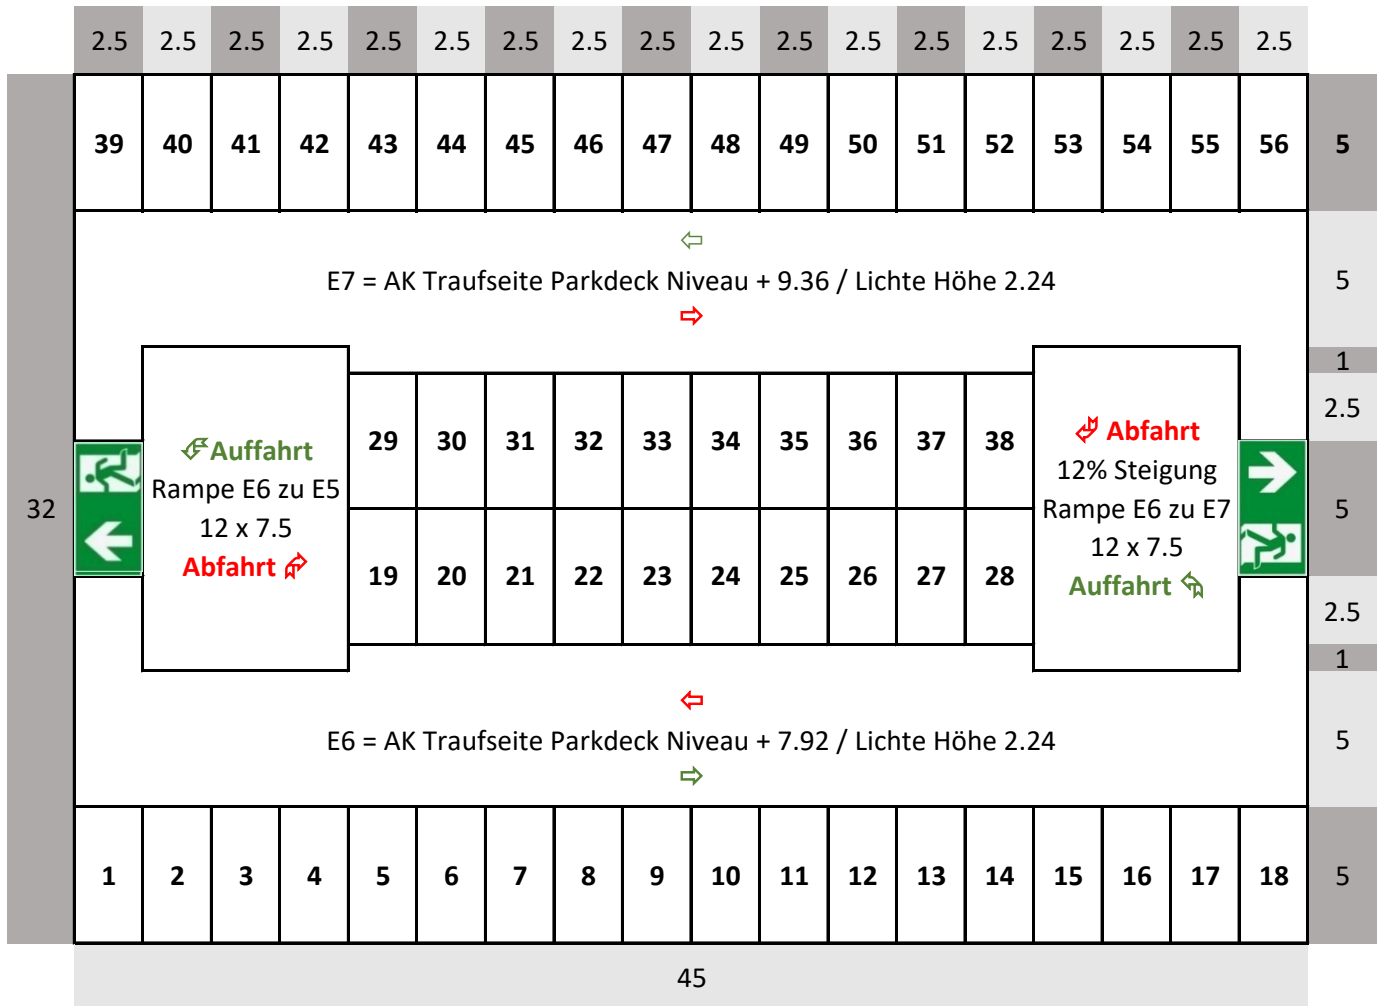 2.5 2.5 2.5 2.5 2.5 2.5 2.5 2.5 2.5 2.5 2.5 2.5 2.5 2.5 2.5 2.5 2.5 2.5
39 40 41 42 43 44 45 46 47 48 49 50 51 52 53 54 55 56 5
E7 = AK Traufseite Parkdeck Niveau + 9.36 / Lichte Höhe 2.24 5
1
2.5
29 30 31 32 33 34 35 36 37 38
Auffahrt
Rampe E6 zu E5
12 x 7.5
Abfahrt
Abfahrt
12% Steigung
Rampe E6 zu E7
12 x 7.5
Auffahrt
32
5
19 20 21 22 23 24 25 26 27 28
2.5
1
E6 = AK Traufseite Parkdeck Niveau + 7.92 / Lichte Höhe 2.24 5
1 2 3 4 5 6 7 8 9 10 11 12 13 14 15 16 17 18 5
45